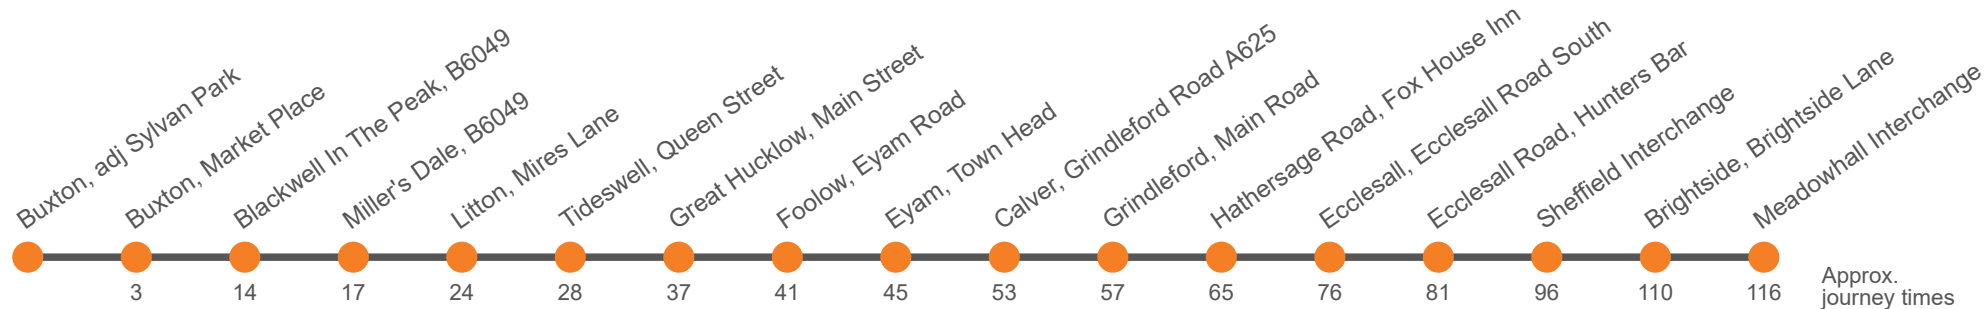 Buxton, adj Sylvan Park
Buxton, Market Place
Blackwell In The Peak, B6049
Miller's Dale, B6049
Litton, Mires Lane
Tideswell, Queen Street
Great Hucklow, Main Street
Foolow, Eyam Road
Eyam, Town Head
Calver, Grindleford Road A625
Grindleford, Main Road
Hathersage Road, Fox House Inn
Ecclesall, Ecclesall Road South
Ecclesall Road, Hunters Bar
Sheffield Interchange
Brightside, Brightside Lane
Meadowhall Interchange
3 14 17 24 28 37 41 45 53 57 65 76 81 96 110 116
Approx.
journey times